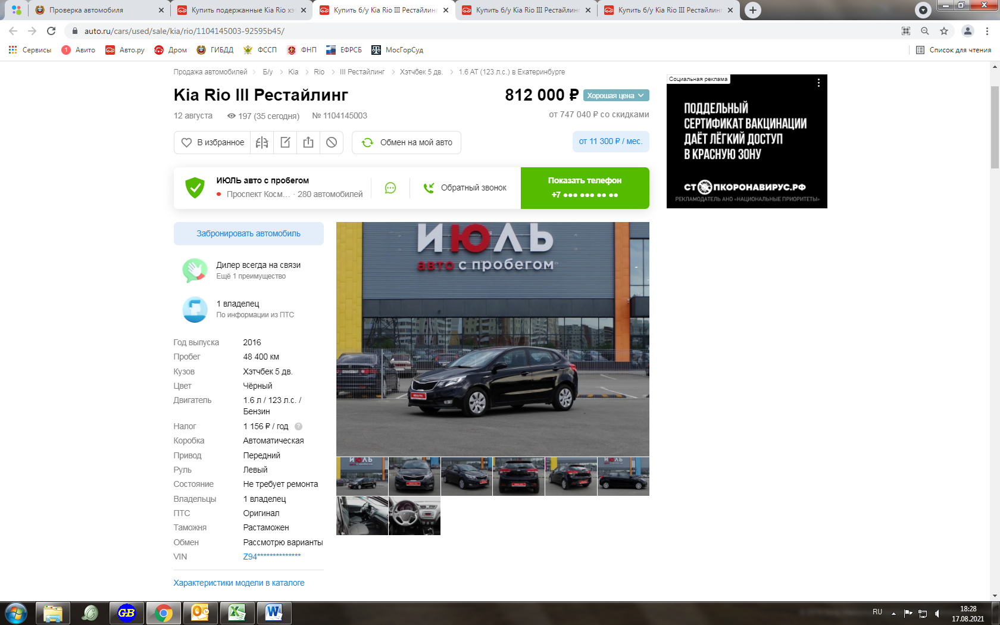 Проверка автомобиля
Купить подержанные Kia Rio хэт
Купить б/у Kia Rio III Рестайлинг
Купить б/у Kia Rio III Рестайлинг
Купить б/у Kia Rio III Рестайлинг
auto.ru/cars/used/sale/kia/rio/1104145003-92595b45/
Сервисы
1
Авито
Авто.ру
Дром
ГИБДД
ФССП
ФНП
ЕФРСБ
МосГорСуд
Список для чтения
Продажа автомобилей
Б/у
Kia
Rio
III Рестайлинг
Хэтчбек 5 дв.
1.6 AT (123 л.с.) в Екатеринбурге
Kia Rio III Рестайлинг
812 000 ₽
Хорошая цена
12 августа
197 (35 сегодня)
№ 1104145003
от 747 040 ₽ со скидками
В избранное
Обмен на мой авто
от 11 300 ₽ / мес.
ИЮЛЬ авто с пробегом
Проспект Косм... · 280 автомобилей
Обратный звонок
Показать телефон
+7 ●●● ●●● ●● ●●
Социальная реклама
ПОДДЕЛЬНЫЙ
СЕРТИФИКАТ ВАКЦИНАЦИИ
ДАЁТ ЛЁГКИЙ ДОСТУП
В КРАСНУЮ ЗОНУ
СТОПКОРОНАВИРУС.РФ
РЕКЛАМОДАТЕЛЬ АНО «НАЦИОНАЛЬНЫЕ ПРИОРИТЕТЫ»
Забронировать автомобиль
Дилер всегда на связи
Ещё 1 преимущество
1 владелец
По информации из ПТС
Год выпуска 2016
Пробег 48 400 км
Кузов Хэтчбек 5 дв.
Цвет Чёрный
Двигатель 1.6 л / 123 л.с. /
Бензин
Налог 1 156 ₽ / год ?
Коробка Автоматическая
Привод Передний
Руль Левый
Состояние Не требует ремонта
Владельцы 1 владелец
ПТС Оригинал
Таможня Растаможен
Обмен Рассмотрю варианты
VIN Z94**************
Характеристики модели в каталоге
ИЮЛЬ
авто с пробегом
ИЮЛЬ
ИЮЛЬ
GB
RU
18:28
17.08.2021